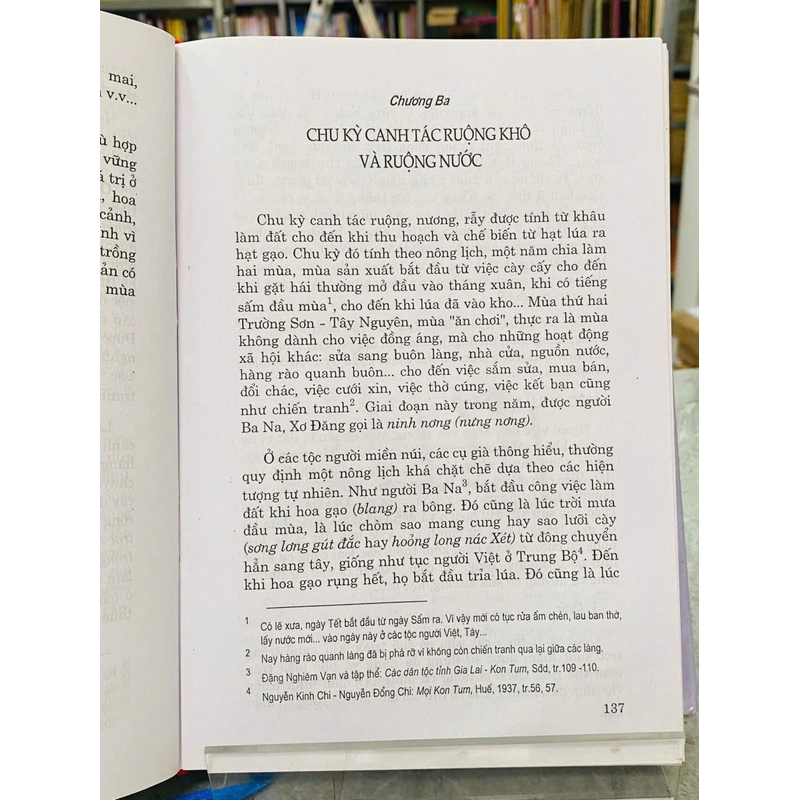 mai,
v.v...
hợp
vững
trị ở
hoa
cảnh,
vì
trồng
có
mùa
Chương Ba
CHU KỲ CANH TÁC RUỘNG KHÔ
VÀ RUỘNG NƯỚC
Chu kỳ canh tác ruộng, nương, rẫy được tính từ khâu
làm đất cho đến khi thu hoạch và chế biến từ hạt lúa ra
hạt gạo. Chu kỳ đó tính theo nông lịch, một năm chia làm
hai mùa, mùa sản xuất bắt đầu từ việc cày cấy cho đến
khi gặt hái thường mở đầu vào tháng xuân, khi có tiếng
sấm đầu mùa¹, cho đến khi lúa đã vào kho... Mùa thứ hai
Trường Sơn - Tây Nguyên, mùa "ăn chơi", thực ra là mùa
không dành cho việc đồng áng, mà cho những hoạt động
xã hội khác: sửa sang buôn làng, nhà cửa, nguồn nước,
hàng rào quanh buôn... cho đến việc sắm sửa, mua bán,
đổi chác, việc cưới xin, việc thờ cúng, việc kết bạn cũng
như chiến tranh². Giai đoạn này trong năm, được người
Ba Na, Xơ Đăng gọi là ninh nơng (nưng nơng).
Ở các tộc người miền núi, các cụ già thông hiểu, thường
quy định một nông lịch khá chặt chẽ dựa theo các hiện
tượng tự nhiên. Như người Ba Na³, bắt đầu công việc làm
đất khi hoa gạo (blang) ra bông. Đó cũng là lúc trời mưa
đầu mùa, là lúc chòm sao mang cung hay sao lưỡi cày
(sơng lơng gút đắc hay hoỏng long nác Xét) từ đông chuyển
hẳn sang tây, giống như tục người Việt ở Trung Bộ⁴. Đến
khi hoa gạo rụng hết, họ bắt đầu trỉa lúa. Đó cũng là lúc
1 Có lẽ xưa, ngày Tết bắt đầu từ ngày Sấm ra. Vì vậy mới có tục rửa ấm chén, lau ban thờ,
lấy nước mới... vào ngày này ở các tộc người Việt, Tày...
2 Nay hàng rào quanh làng đã bị phá rỡ vì không còn chiến tranh qua lại giữa các làng.
3 Đặng Nghiêm Vạn và tập thể: Các dân tộc tỉnh Gia Lai - Kon Tum, Sđd, tr.109 -110.
4 Nguyễn Kinh Chi - Nguyễn Đổng Chi: Mọi Kon Tum, Huế, 1937, tr.56, 57.
137